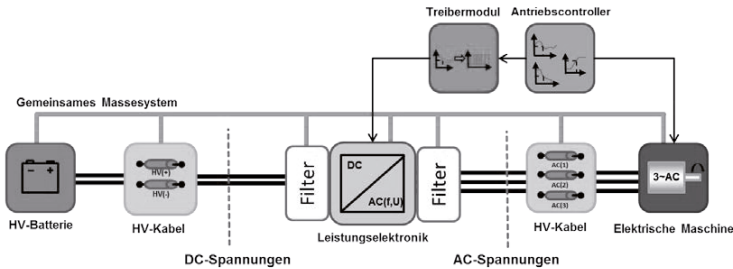 Treibermodul
Antriebscontroller
Gemeinsames Massesystem
HV(+)
HV(-)
Filter
DC
AC(f,U)
Filter
AC(1)
AC(2)
AC(3)
3~AC
HV-Batterie
HV-Kabel
Leistungselektronik
HV-Kabel
Elektrische Maschine
DC-Spannungen
AC-Spannungen